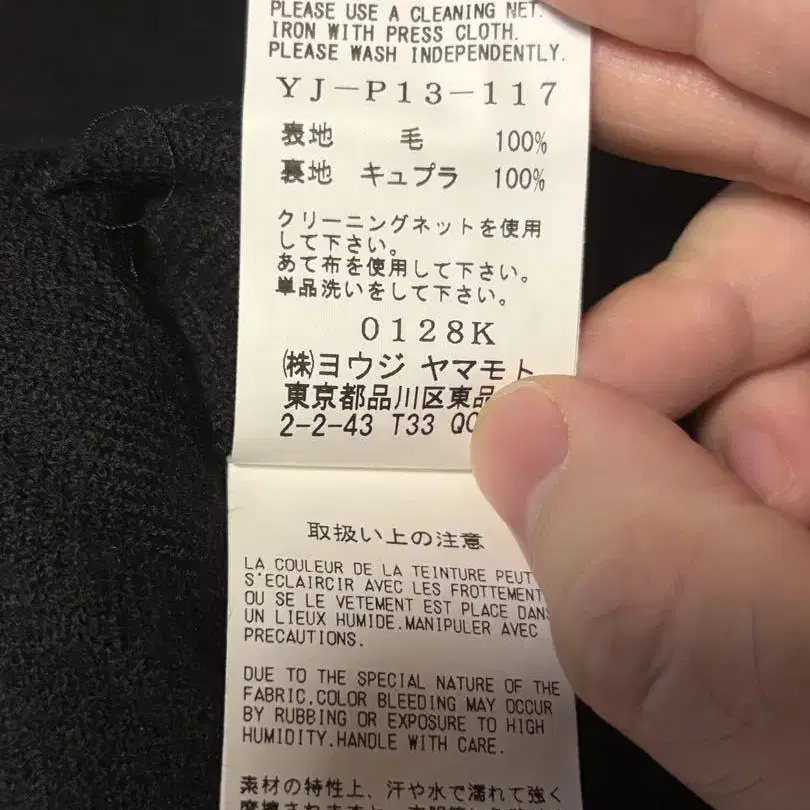 PLEASE USE A CLEANING NET.
IRON WITH PRESS CLOTH.
PLEASE WASH INDEPENDENTLY.
YJ-P13-117
表地 毛 100%
裏地 キュプラ 100%
クリーニングネットを使用
して下さい。
あて布を使用して下さい。
単品洗いをして下さい。
0128K
㈱ヨウジ ヤマモト
東京都品川区東品
2-2-43 T33
取扱い上の注意
LA COULEUR DE LA TEINTURE PEUT
S'ECLAIRCIR AVEC LES FROTTEMENT
OU SE LE VETEMENT EST PLACE DANS
UN LIEUX HUMIDE.MANIPULER AVEC
PRECAUTIONS.
DUE TO THE SPECIAL NATURE OF THE
FABRIC,COLOR BLEEDING MAY OCCUR
BY RUBBING OR EXPOSURE TO HIGH
HUMIDITY.HANDLE WITH CARE.
素材の特性上、汗や水で濡れて強く